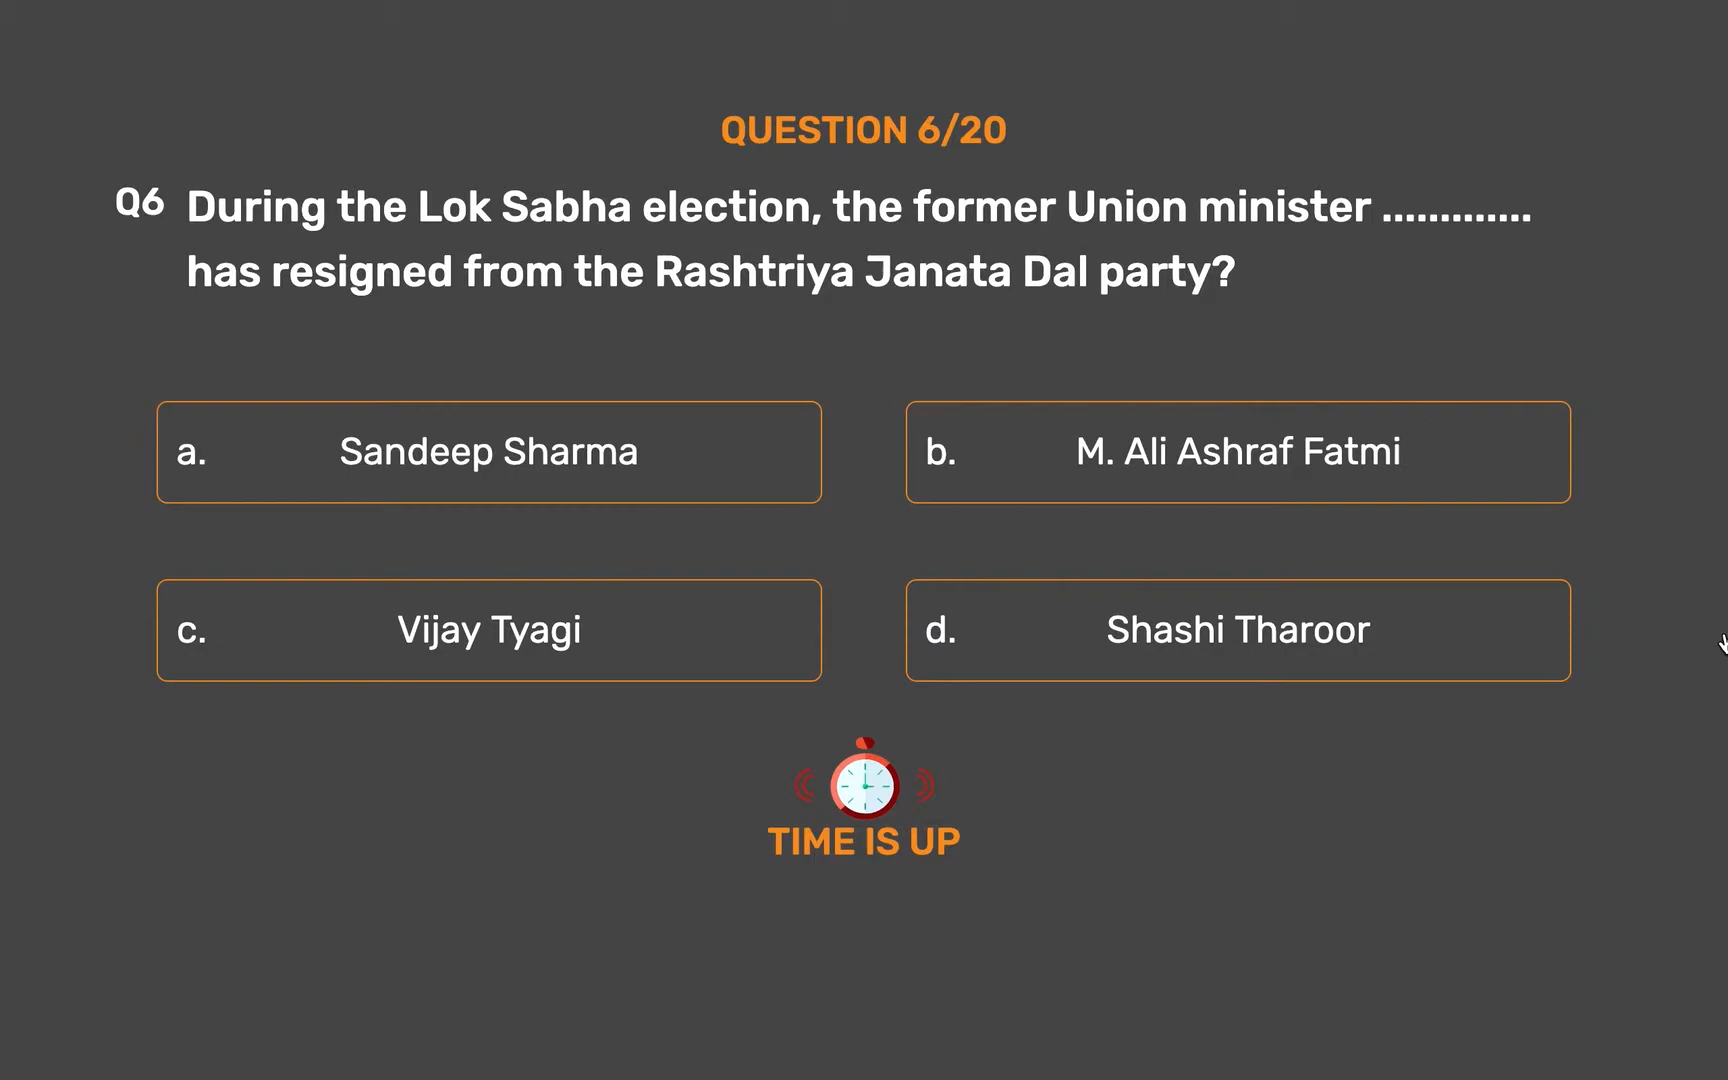 QUESTION 6/20
Q6 During the Lok Sabha election, the former Union minister .............
has resigned from the Rashtriya Janata Dal party?
a. Sandeep Sharma
b. M. Ali Ashraf Fatmi
c. Vijay Tyagi
d. Shashi Tharoor
TIME IS UP